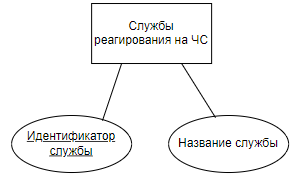 Службы
реагирования на ЧС
Идентификатор
службы
Название службы